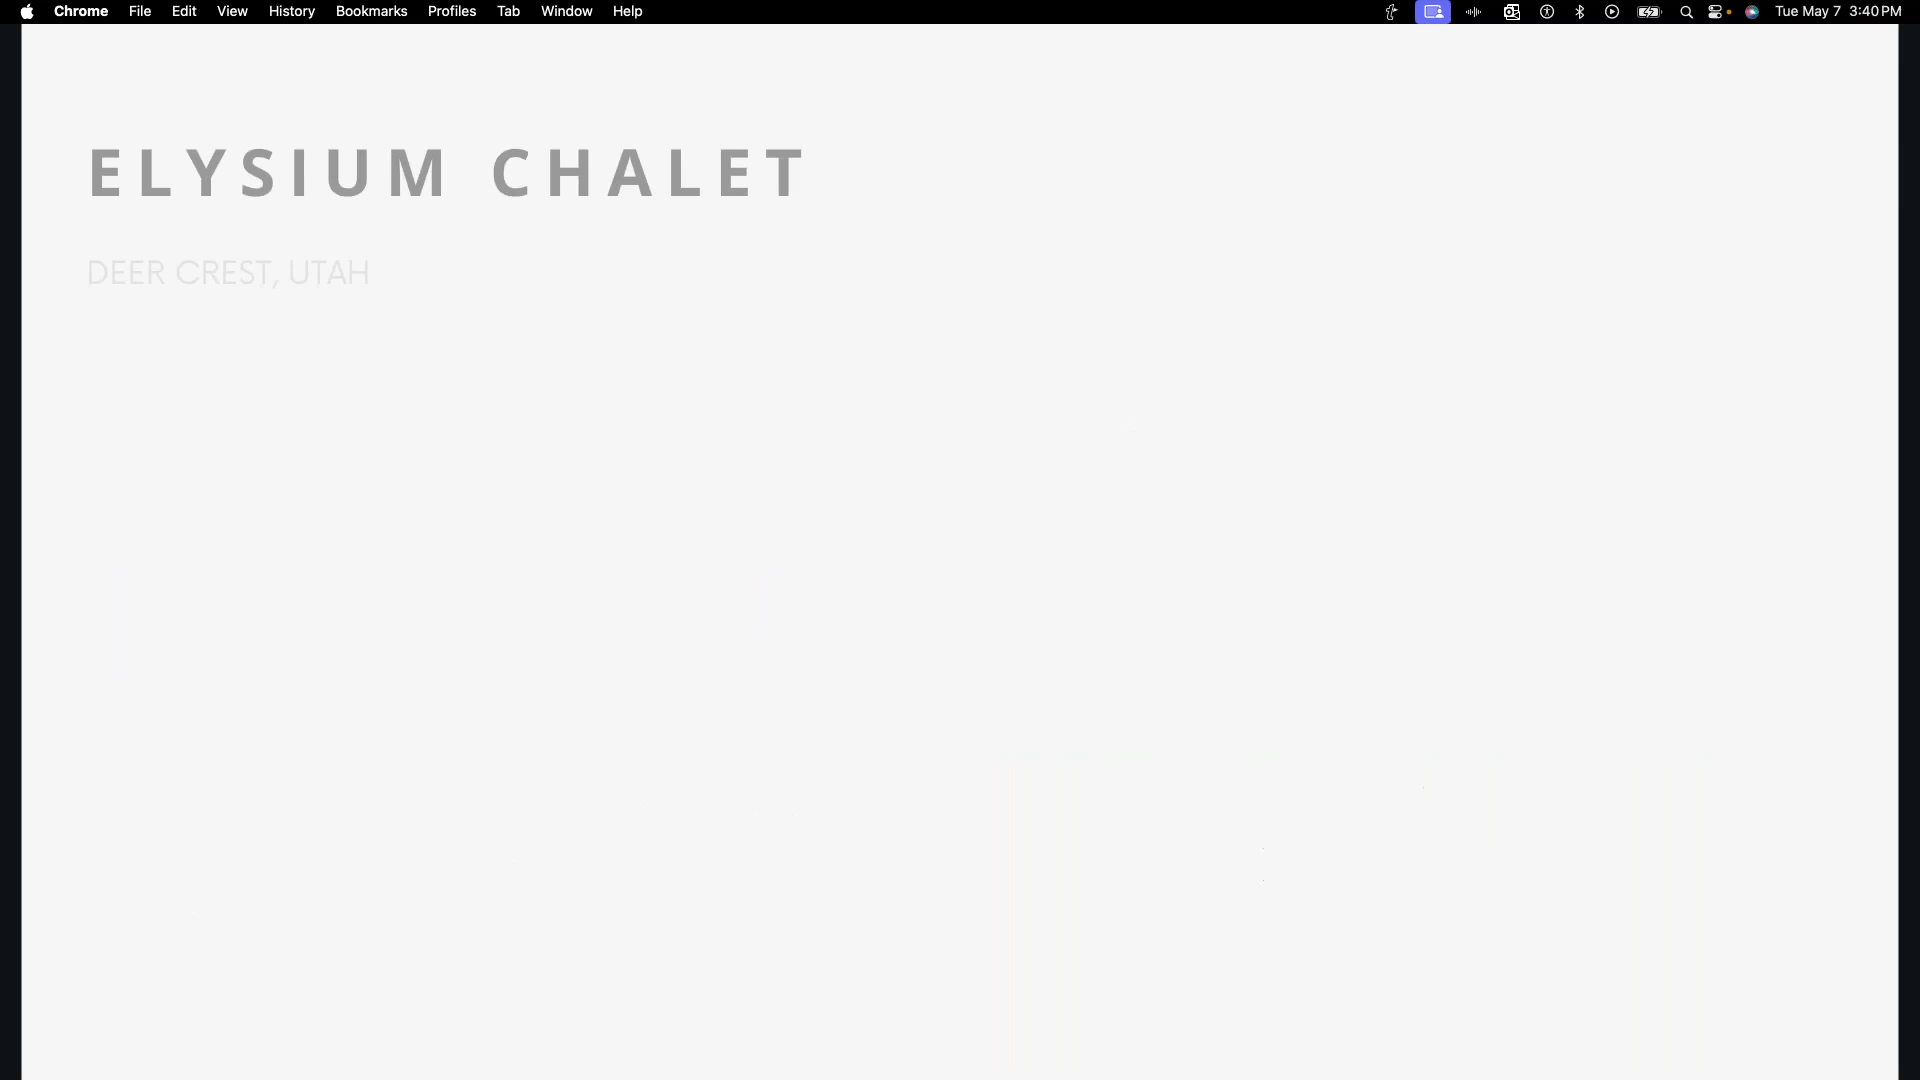 Chrome File Edit View History Bookmarks Profiles Tab Window Help Tue May 7 3:40 PM
ELYSIUM CHALET
DEER CREST, UTAH